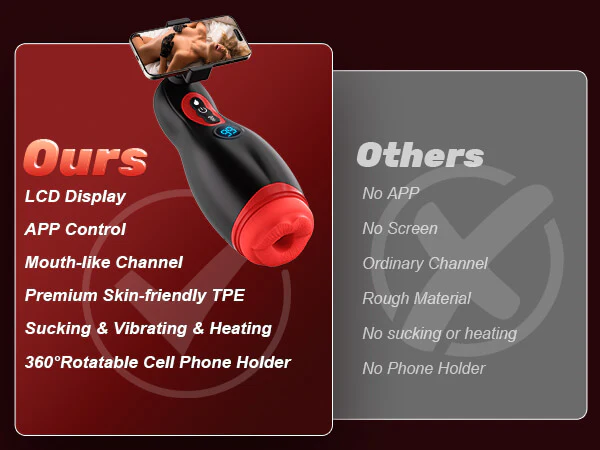 Ours
LCD Display
APP Control
Mouth-like Channel
Premium Skin-friendly TPE
Sucking & Vibrating & Heating
360°Rotatable Cell Phone Holder
Others
No APP
No Screen
Ordinary Channel
Rough Material
No sucking or heating
No Phone Holder